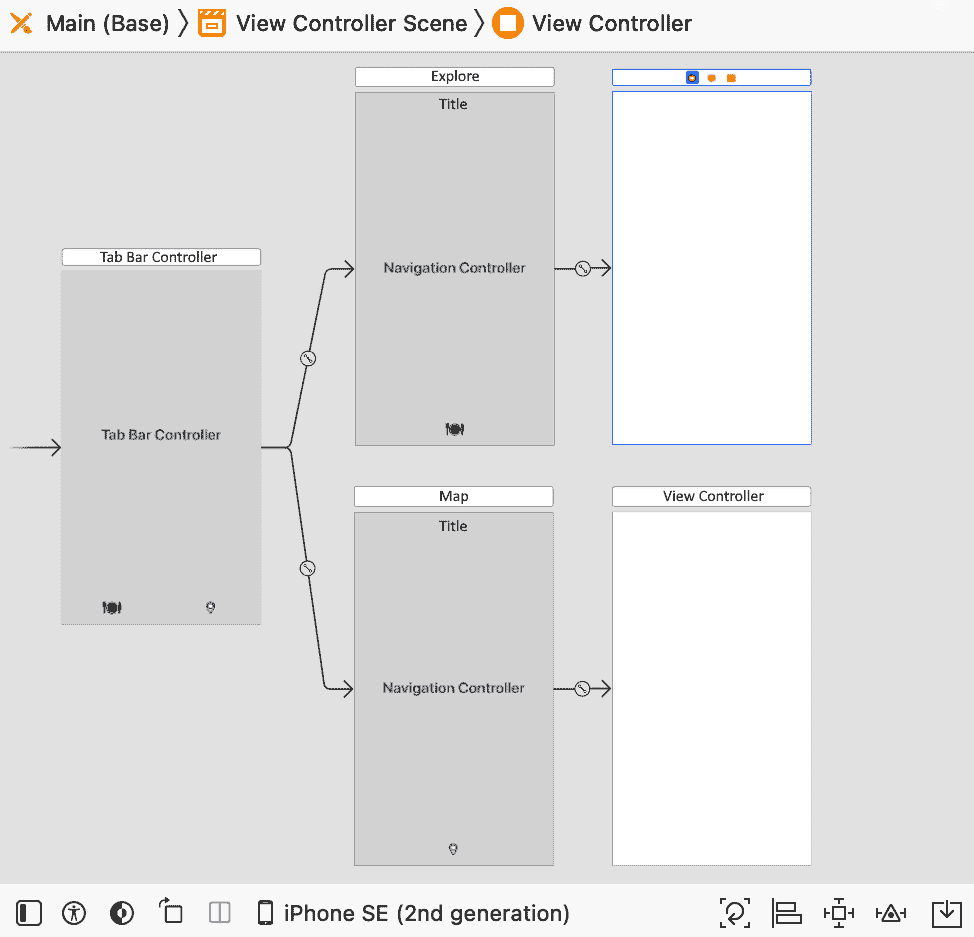 Main (Base) 〉 View Controller Scene 〉 View Controller
Explore
Title
Navigation Controller
Tab Bar Controller
Tab Bar Controller
Map
Title
Navigation Controller
View Controller
iPhone SE (2nd generation)